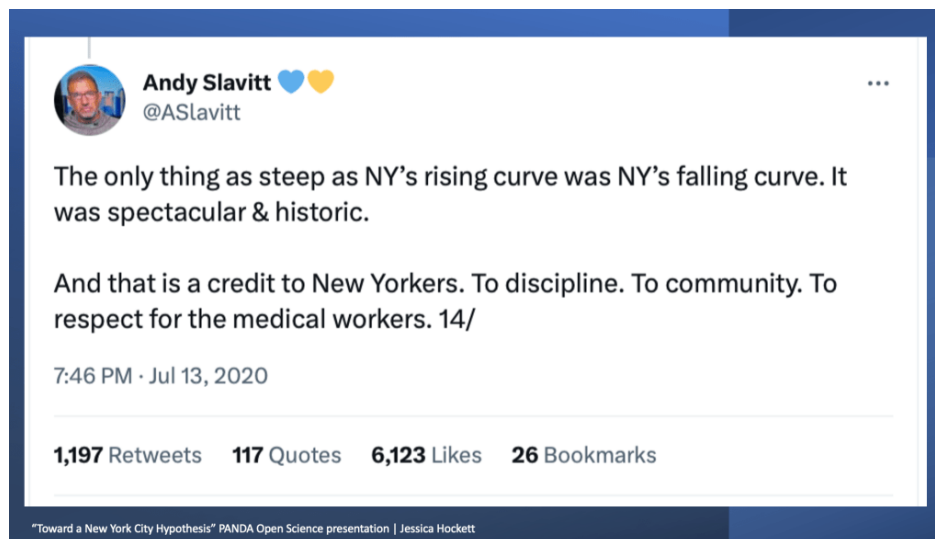 Andy Slavitt 💙💛
@ASlavitt
The only thing as steep as NY’s rising curve was NY’s falling curve. It
was spectacular & historic.
And that is a credit to New Yorkers. To discipline. To community. To
respect for the medical workers. 14/
7:46 PM · Jul 13, 2020
1,197 Retweets 117 Quotes 6,123 Likes 26 Bookmarks
“Toward a New York City Hypothesis” PANDA Open Science presentation | Jessica Hockett